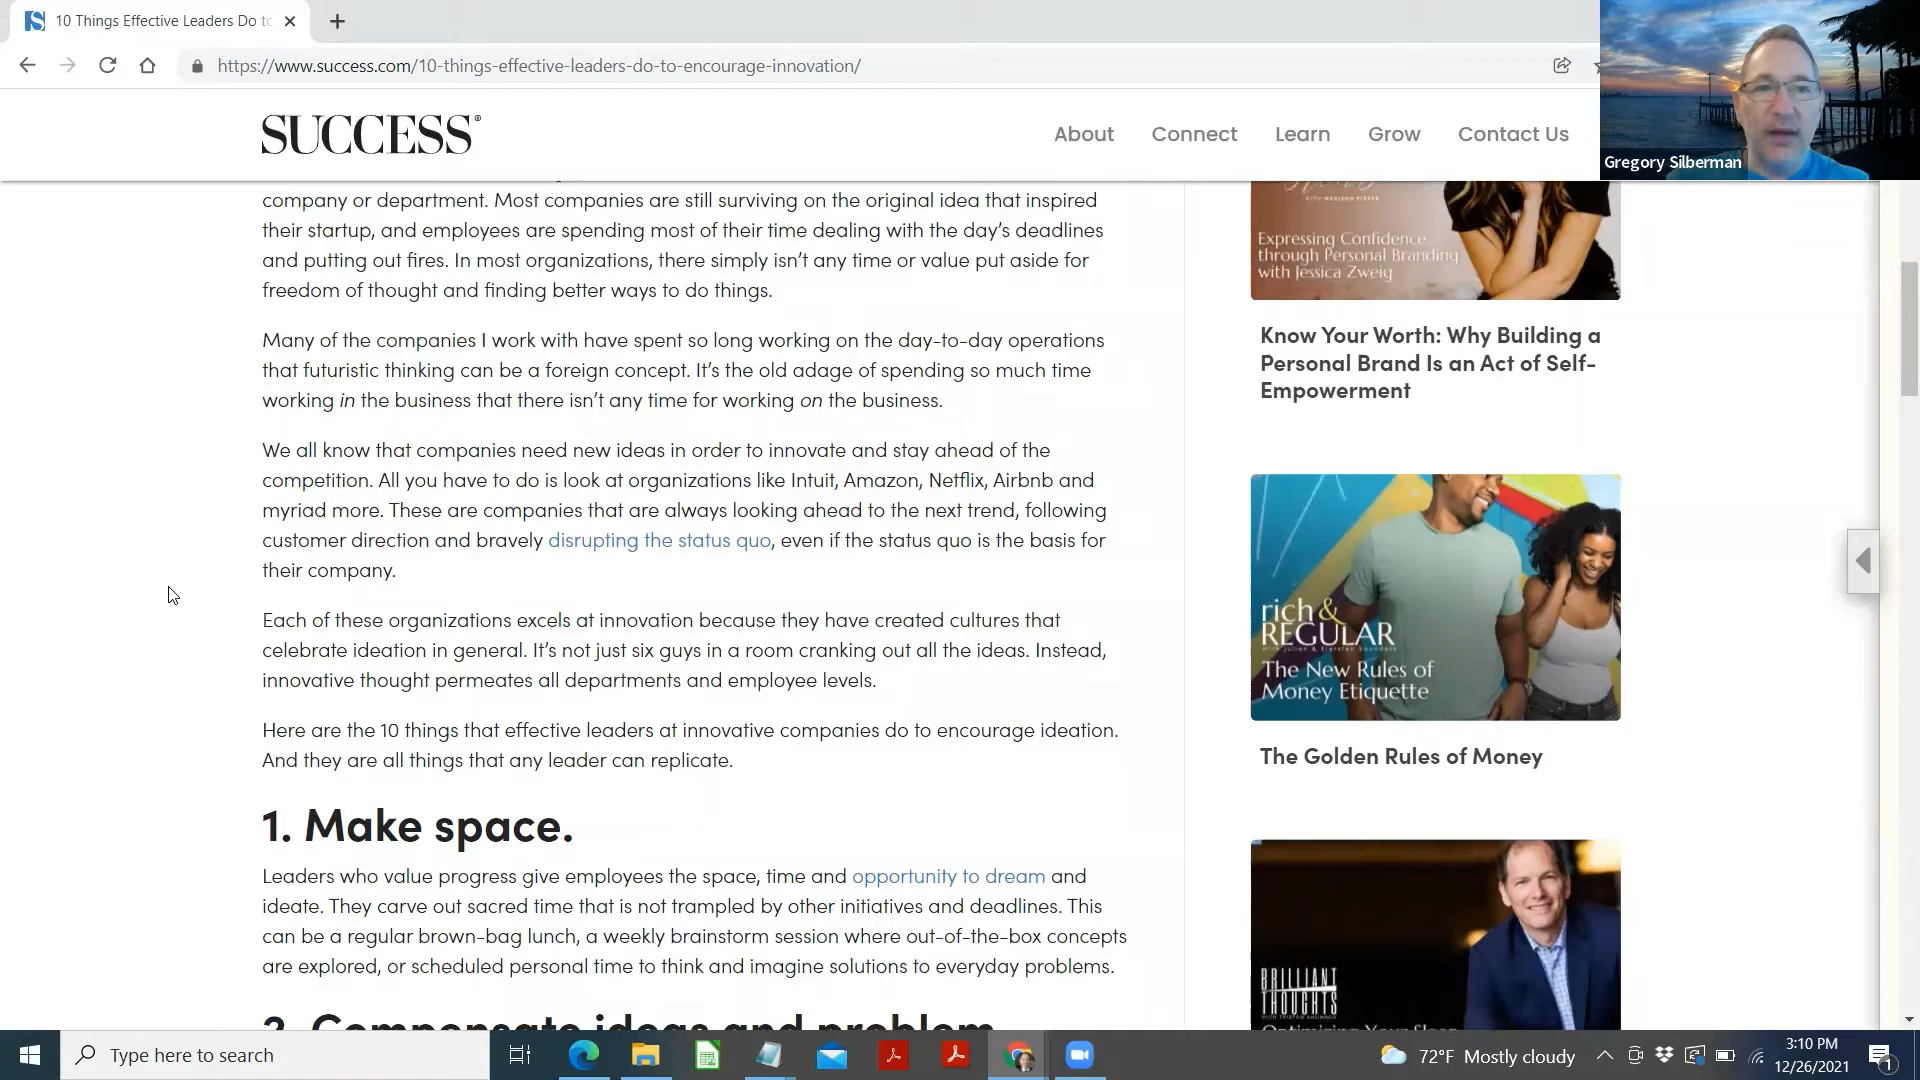 10 Things Effective Leaders Do to
https://www.success.com/10-things-effective-leaders-do-to-encourage-innovation/
SUCCESS®
About Connect Learn Grow Contact Us
Gregory Silberman
company or department. Most companies are still surviving on the original idea that inspired
their startup, and employees are spending most of their time dealing with the day's deadlines
and putting out fires. In most organizations, there simply isn't any time or value put aside for
freedom of thought and finding better ways to do things.
Many of the companies I work with have spent so long working on the day-to-day operations
that futuristic thinking can be a foreign concept. It's the old adage of spending so much time
working in the business that there isn't any time for working on the business.
We all know that companies need new ideas in order to innovate and stay ahead of the
competition. All you have to do is look at organizations like Intuit, Amazon, Netflix, Airbnb and
myriad more. These are companies that are always looking ahead to the next trend, following
customer direction and bravely disrupting the status quo, even if the status quo is the basis for
their company.
Each of these organizations excels at innovation because they have created cultures that
celebrate ideation in general. It's not just six guys in a room cranking out all the ideas. Instead,
innovative thought permeates all departments and employee levels.
Here are the 10 things that effective leaders at innovative companies do to encourage ideation.
And they are all things that any leader can replicate.
1. Make space.
Leaders who value progress give employees the space, time and opportunity to dream and
ideate. They carve out sacred time that is not trampled by other initiatives and deadlines. This
can be a regular brown-bag lunch, a weekly brainstorm session where out-of-the-box concepts
are explored, or scheduled personal time to think and imagine solutions to everyday problems.
2. Compensate ideas and problem
Expressing Confidence
through Personal Branding
with Jessica Zweig
Know Your Worth: Why Building a
Personal Brand Is an Act of Self-
Empowerment
rich &
REGULAR
The New Rules of
Money Etiquette
The Golden Rules of Money
BRILLIANT
THOUGHTS
Optimizing Your Sleep
Type here to search
72°F Mostly cloudy
3:10 PM
12/26/2021
1